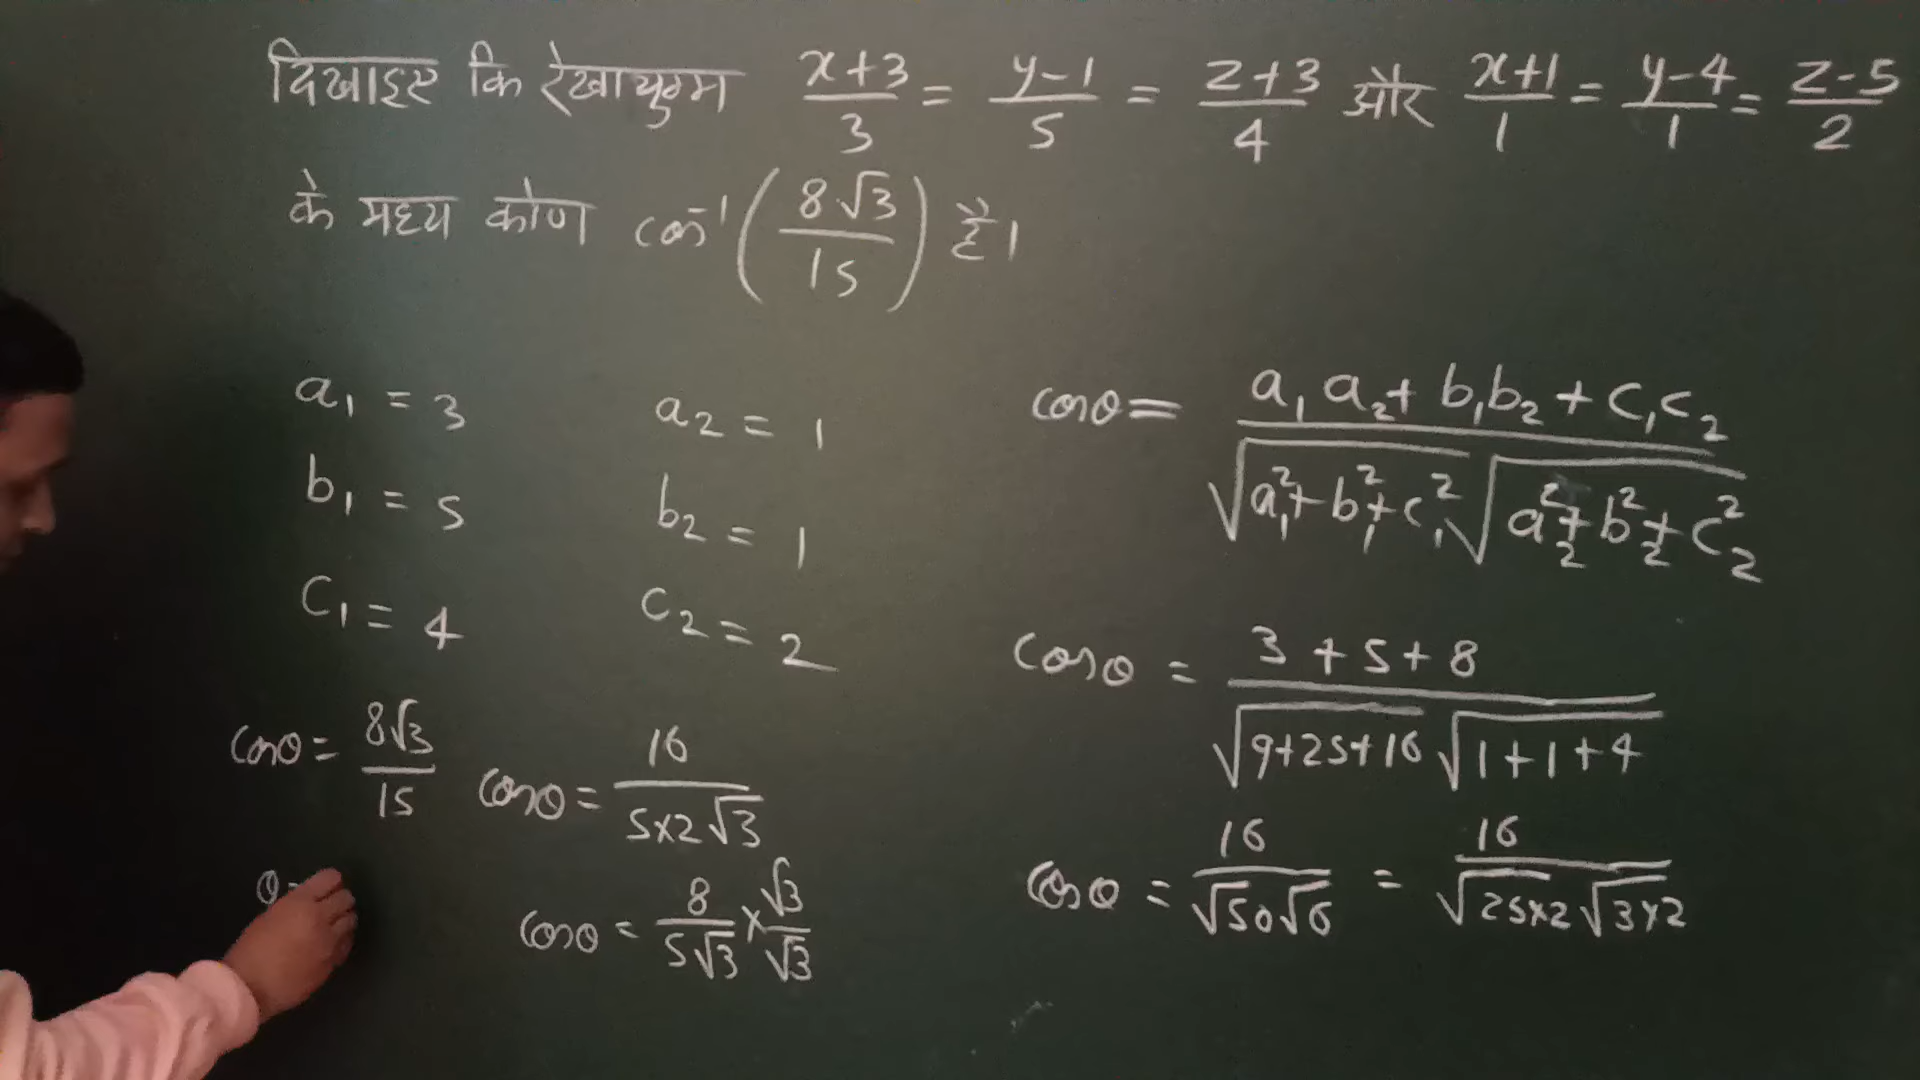 दिखाइए कि रेखायुग्म x+3/3 = y-1/5 = z+3/4 और x+1/1 = y-4/1 = z-5/2
के मध्य कोण cos⁻¹(8√3/15) है।
a₁ = 3 a₂ = 1
b₁ = 5 b₂ = 1
c₁ = 4 c₂ = 2
cosθ = a₁a₂+b₁b₂+c₁c₂/√a₁²+b₁²+c₁² √a₂²+b₂²+c₂²
cosθ = 3+5+8/√9+25+16 √1+1+4
cosθ = 16/√50√6 = 16/√25×2 √3×2
cosθ = 16/5×2√3
cosθ = 8/5√3 × √3/√3
cosθ = 8√3/15
θ=